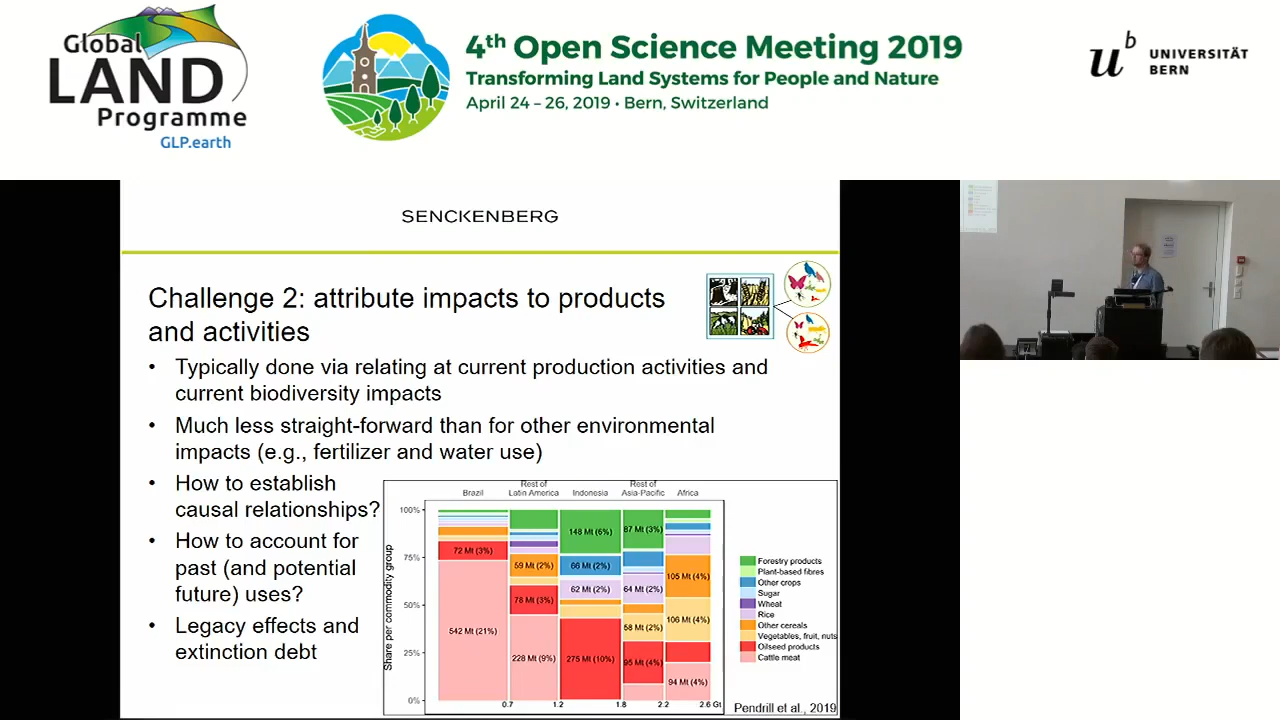 Global
LAND
Programme
GLP.earth
4th Open Science Meeting 2019
Transforming Land Systems for People and Nature
April 24 – 26, 2019 • Bern, Switzerland
u b UNIVERSITÄT
BERN
SENCKENBERG
Challenge 2: attribute impacts to products
and activities
• Typically done via relating at current production activities and
current biodiversity impacts
• Much less straight-forward than for other environmental
impacts (e.g., fertilizer and water use)
• How to establish
causal relationships?
• How to account for
past (and potential
future) uses?
• Legacy effects and
extinction debt
Brazil
Rest of
Latin America
Indonesia
Rest of
Asia-Pacific
Africa
Share per commodity group
100%
75%
50%
25%
0%
72 Mt (3%)
542 Mt (21%)
59 Mt (2%)
78 Mt (3%)
228 Mt (9%)
148 Mt (6%)
66 Mt (2%)
62 Mt (2%)
275 Mt (10%)
87 Mt (3%)
64 Mt (2%)
58 Mt (2%)
95 Mt (4%)
105 Mt (4%)
106 Mt (4%)
94 Mt (4%)
0.7 1.2 1.8 2.2 2.6 Gt
Forestry products
Plant-based fibres
Other crops
Sugar
Wheat
Rice
Other cereals
Vegetables, fruit, nuts
Oilseed products
Cattle meat
Pendrill et al., 2019